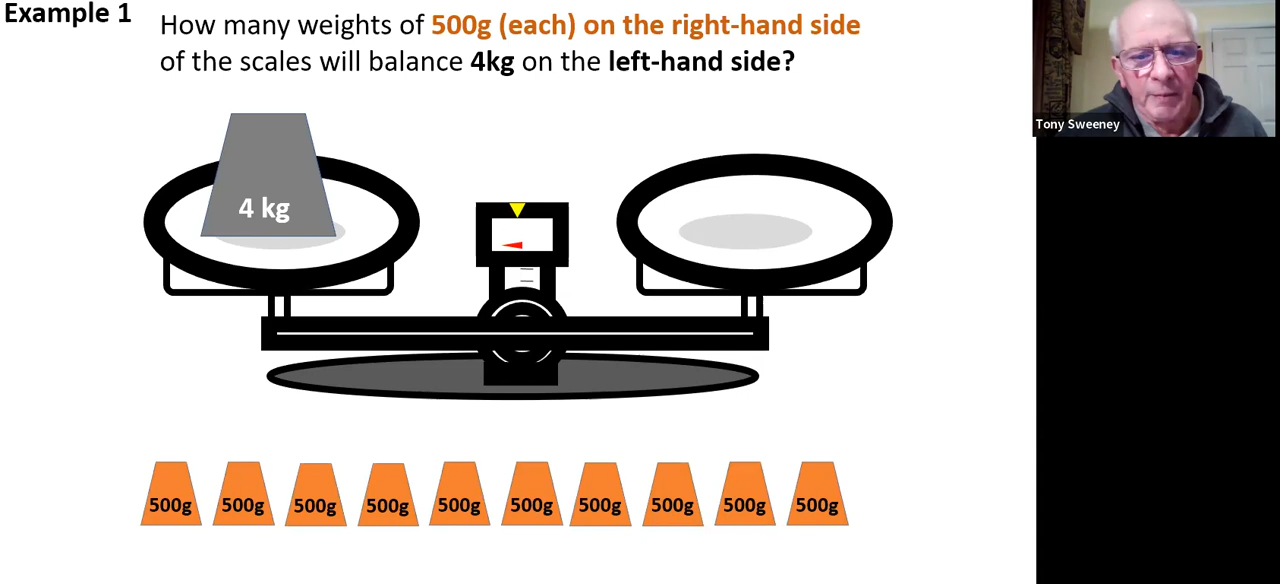 Example 1
How many weights of 500g (each) on the right-hand side
of the scales will balance 4kg on the left-hand side?
Tony Sweeney
4 kg
500g 500g 500g 500g 500g 500g 500g 500g 500g 500g